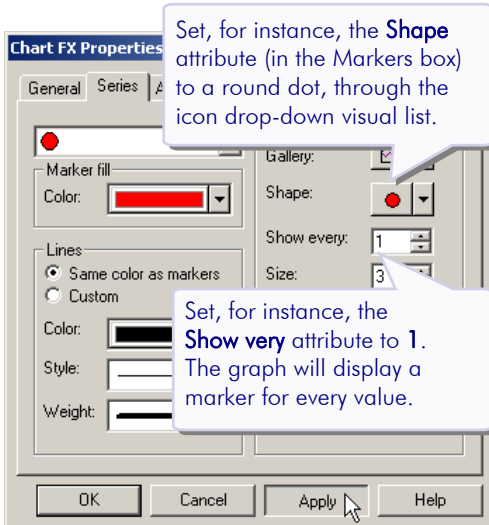 Chart FX Properties
Set, for instance, the Shape
attribute (in the Markers box)
to a round dot, through the
icon drop-down visual list.
General
Series
A
Marker fill
Color:
Lines
Same color as markers
Custom
Color:
Style:
Weight:
Gallery:
Shape:
Show every:
1
Size:
3
Set, for instance, the
Show very attribute to 1.
The graph will display a
marker for every value.
OK
Cancel
Apply
Help